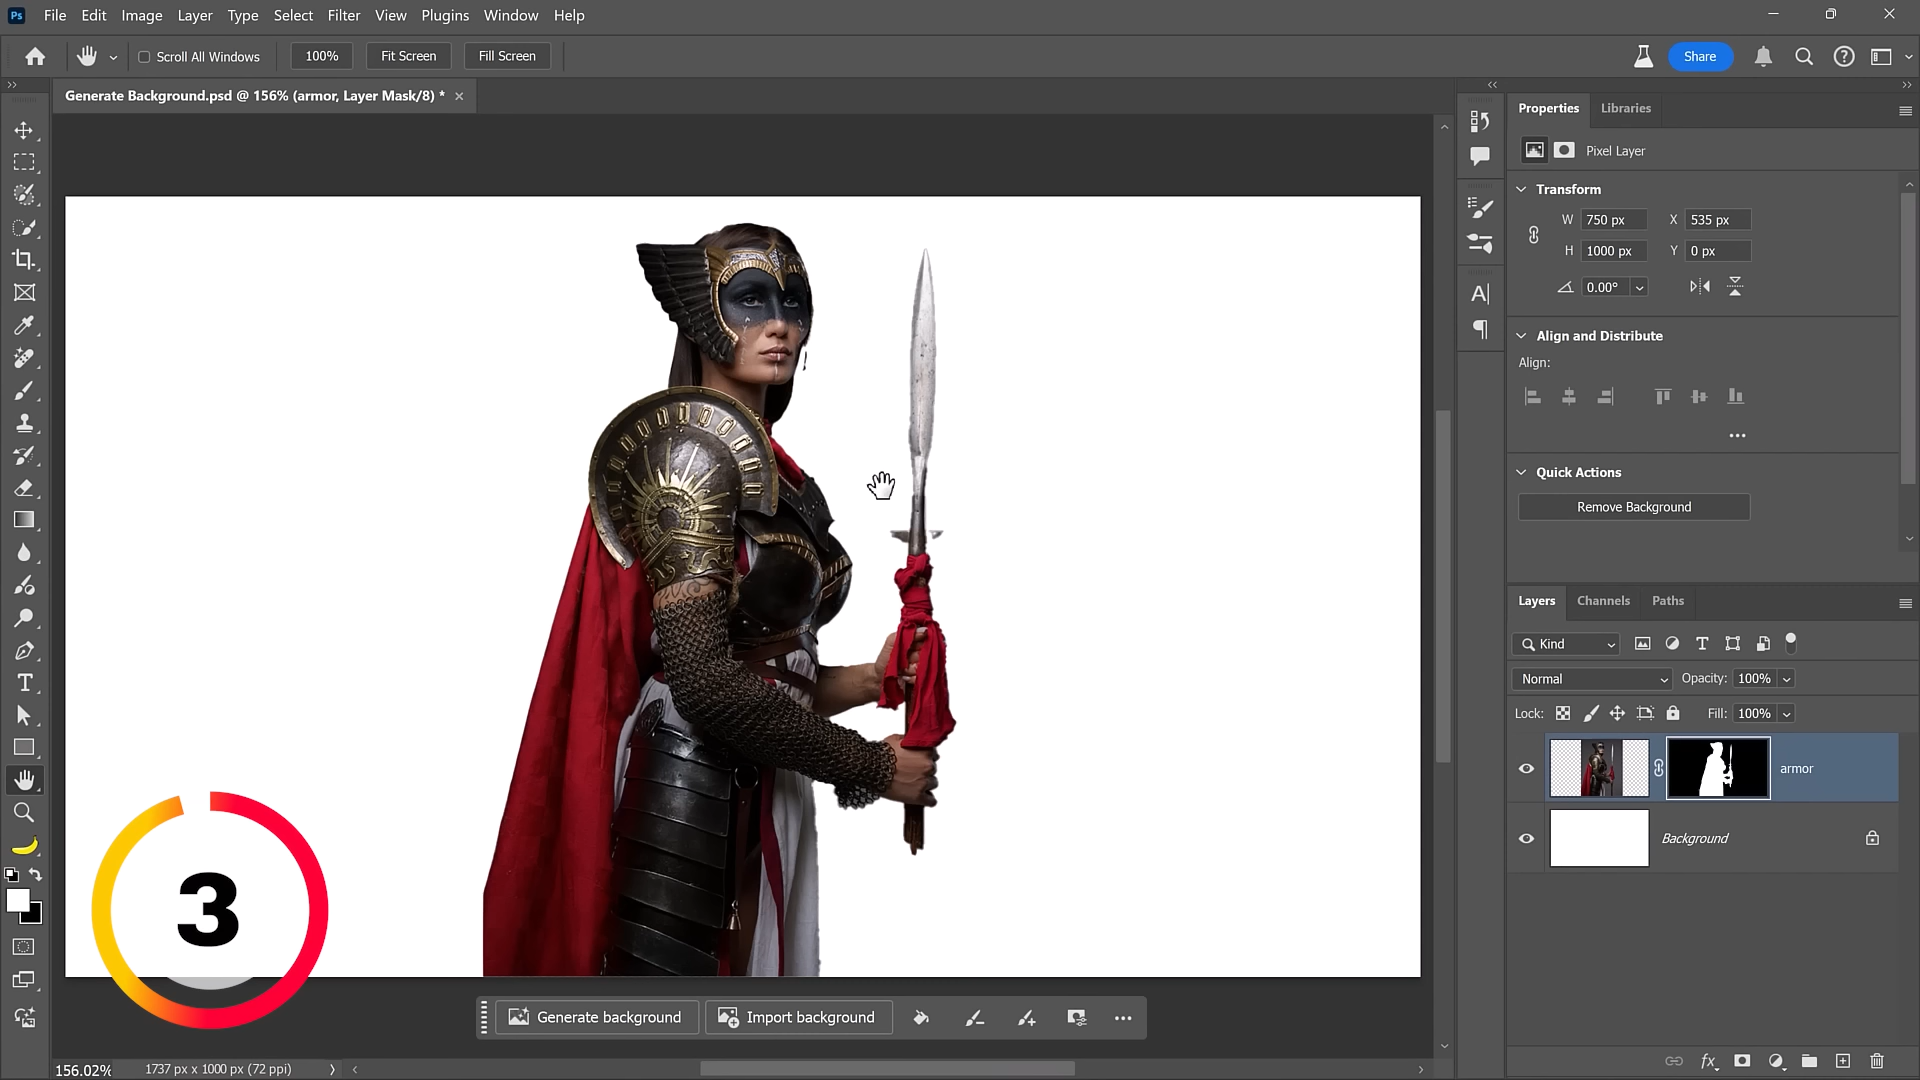 Ps File Edit Image Layer Type Select Filter View Plugins Window Help
Scroll All Windows 100% Fit Screen Fill Screen Share
Generate Background.psd @ 156% (armor, Layer Mask/8) *
Properties Libraries
Pixel Layer
Transform
W 750 px X 535 px
H 1000 px Y 0 px
0.00°
Align and Distribute
Align:
Quick Actions
Remove Background
Layers Channels Paths
Kind
Normal Opacity: 100%
Lock: Fill: 100%
armor
Background
3
Generate background Import background
156.02% 1737 px x 1000 px (72 ppi)